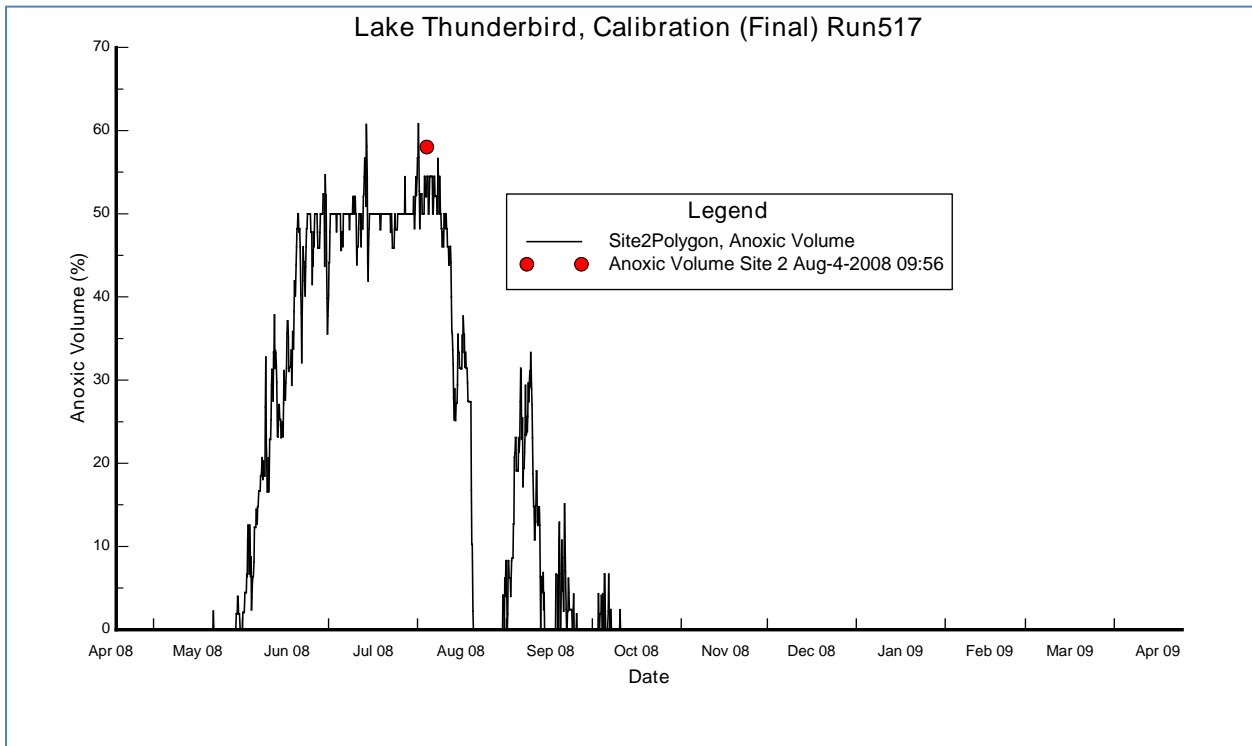 Lake Thunderbird, Calibration (Final) Run517
70
60
50
40
30
20
10
0
Anoxic Volume (%)
Legend
Site2Polygon, Anoxic Volume
Anoxic Volume Site 2 Aug-4-2008 09:56
Apr 08 May 08 Jun 08 Jul 08 Aug 08 Sep 08 Oct 08 Nov 08 Dec 08 Jan 09 Feb 09 Mar 09 Apr 09
Date